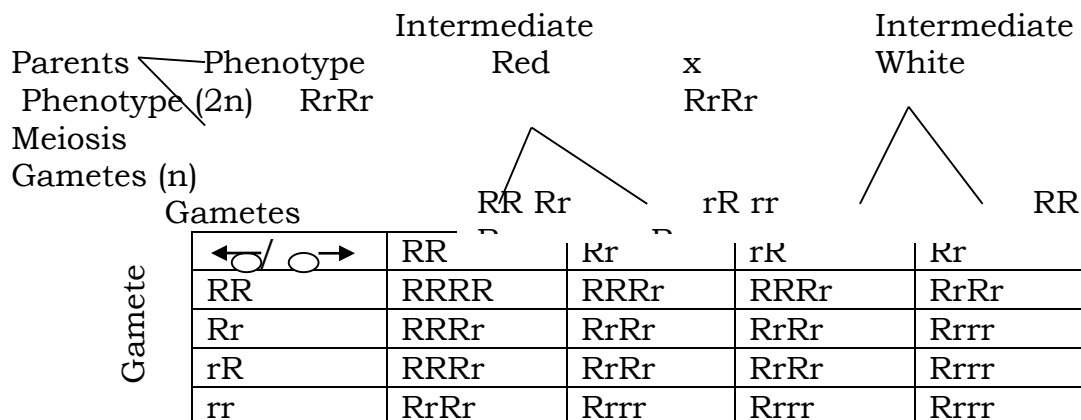 Intermediate Intermediate
Parents Phenotype Red x White
Phenotype (2n) RrRr RrRr
Meiosis
Gametes (n)
RR Rr rR rr RR
Gametes
Gamete
/ RR Rr rR Rr
RR RRRR RRRr RRRr RrRr
Rr RRRr RrRr RrRr Rrrr
rR RRRr RrRr RrRr Rrrr
rr RrRr Rrrr Rrrr Rrrr